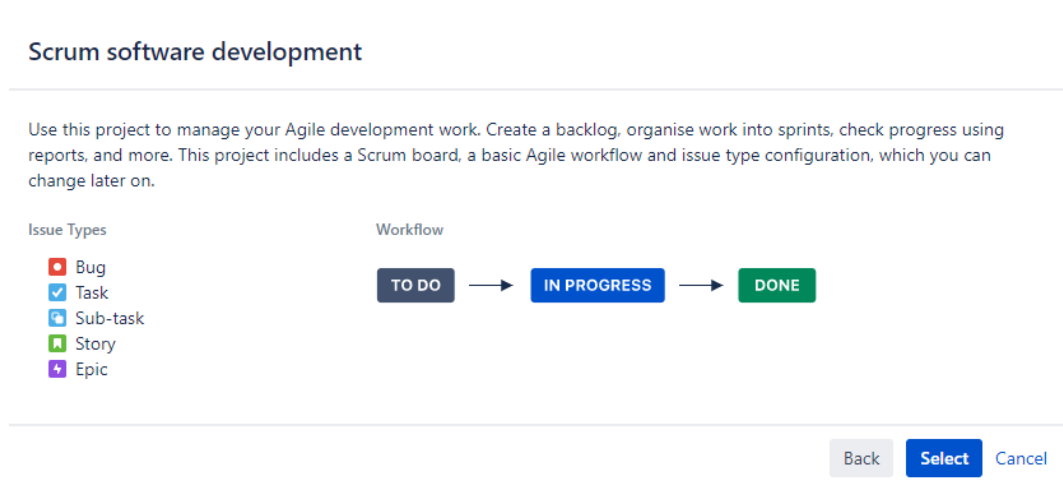 Scrum software development
Use this project to manage your Agile development work. Create a backlog, organise work into sprints, check progress using
reports, and more. This project includes a Scrum board, a basic Agile workflow and issue type configuration, which you can
change later on.
Issue Types
Workflow
Bug
Task
Sub-task
Story
Epic
TO DO IN PROGRESS DONE
Back Select Cancel